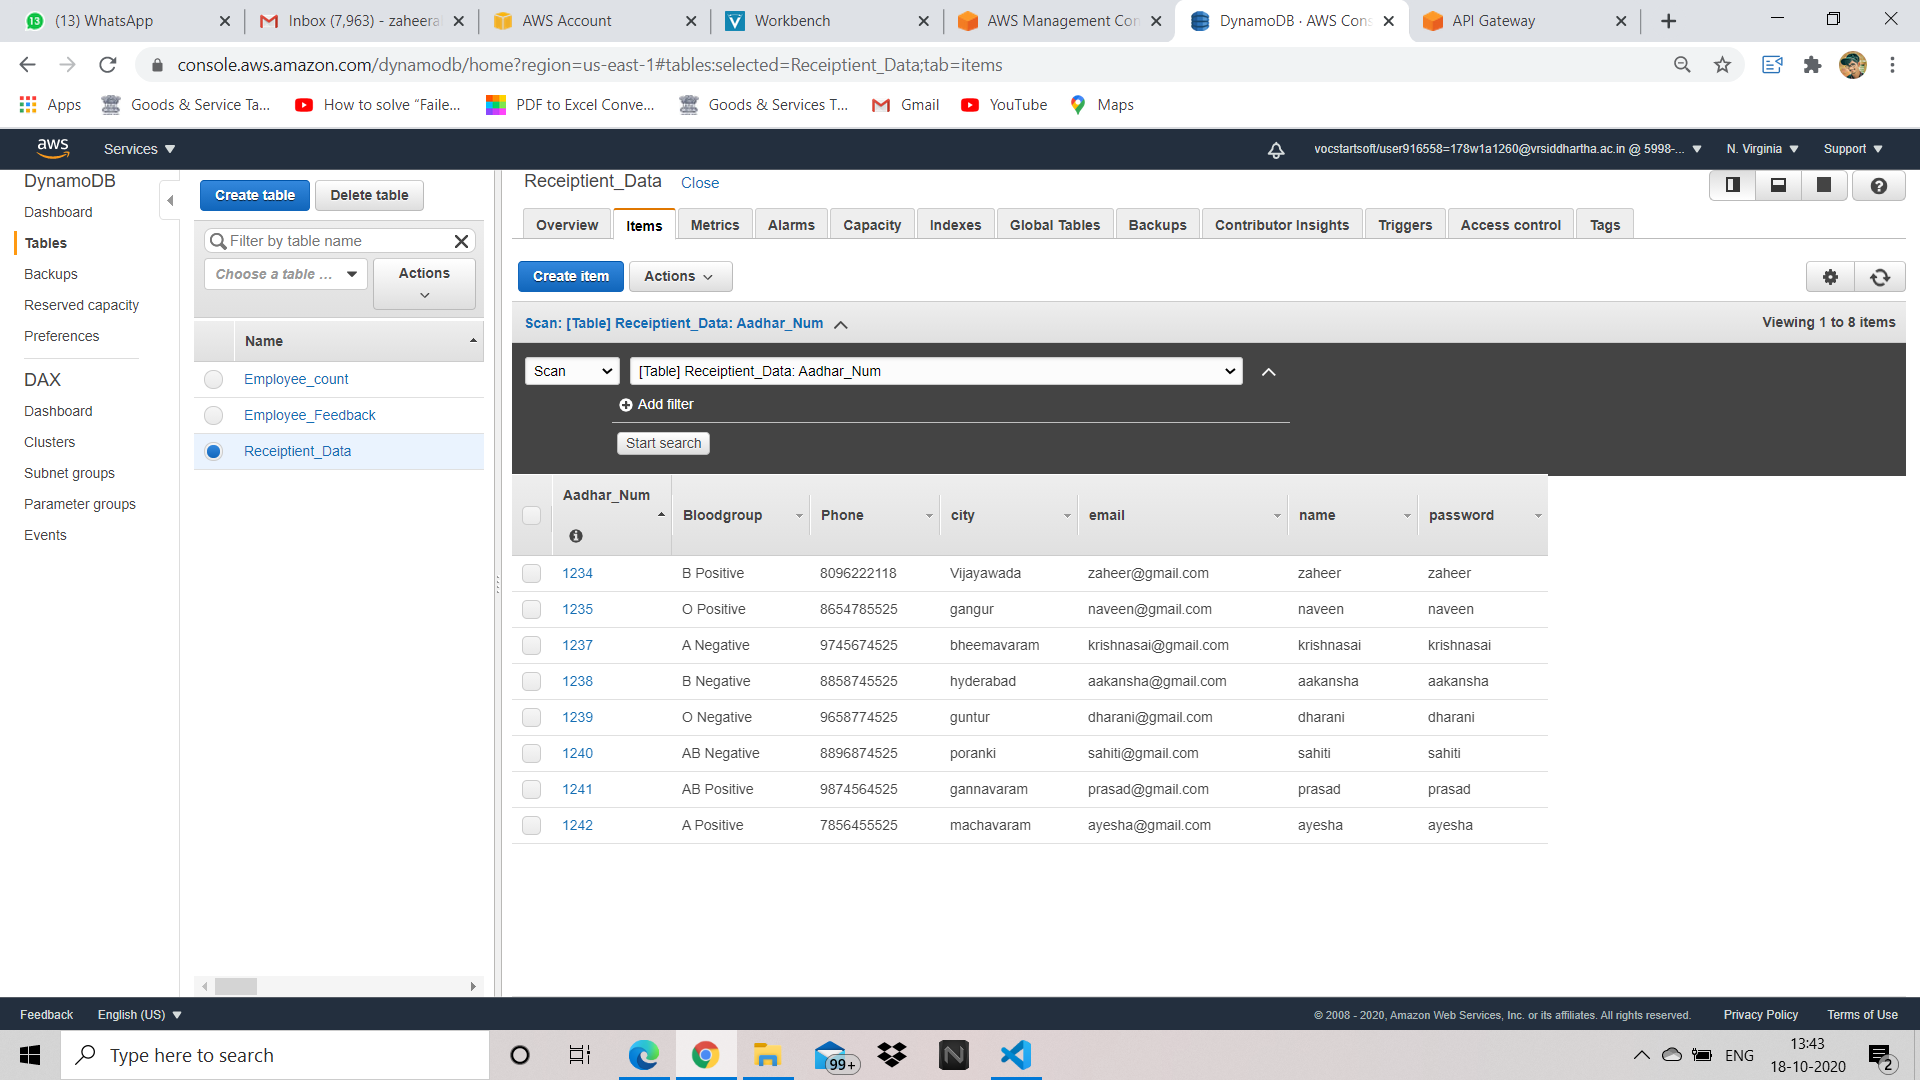 (13) WhatsApp
Inbox (7,963) - zaheera
AWS Account
Workbench
AWS Management Con
DynamoDB · AWS Cons
API Gateway
console.aws.amazon.com/dynamodb/home?region=us-east-1#tables:selected=Receiptient_Data;tab=items
Apps
Goods & Service Ta...
How to solve “Faile...
PDF to Excel Conve...
Goods & Services T...
Gmail
YouTube
Maps
aws
Services
vocstartsoft/user916558=178w1a1260@vrsiddhartha.ac.in @ 5998-...
N. Virginia
Support
DynamoDB
Dashboard
Tables
Backups
Reserved capacity
Preferences
DAX
Dashboard
Clusters
Subnet groups
Parameter groups
Events
Create table
Delete table
Filter by table name
Choose a table ...
Actions
Name
Employee_count
Employee_Feedback
Receiptient_Data
Receiptient_Data Close
Overview Items Metrics Alarms Capacity Indexes Global Tables Backups Contributor Insights Triggers Access control Tags
Create item Actions
Scan: [Table] Receiptient_Data: Aadhar_Num
Viewing 1 to 8 items
Scan [Table] Receiptient_Data: Aadhar_Num
Add filter
Start search
Aadhar_Num Bloodgroup Phone city email name password
1234 B Positive 8096222118 Vijayawada zaheer@gmail.com zaheer zaheer
1235 O Positive 8654785525 gangur naveen@gmail.com naveen naveen
1237 A Negative 9745674525 bheemavaram krishnasai@gmail.com krishnasai krishnasai
1238 B Negative 8858745525 hyderabad aakansha@gmail.com aakansha aakansha
1239 O Negative 9658774525 guntur dharani@gmail.com dharani dharani
1240 AB Negative 8896874525 poranki sahiti@gmail.com sahiti sahiti
1241 AB Positive 9874564525 gannavaram prasad@gmail.com prasad prasad
1242 A Positive 7856455525 machavaram ayesha@gmail.com ayesha ayesha
Feedback English (US)
© 2008 - 2020, Amazon Web Services, Inc. or its affiliates. All rights reserved. Privacy Policy Terms of Use
Type here to search
99+
ENG
13:43
18-10-2020
2